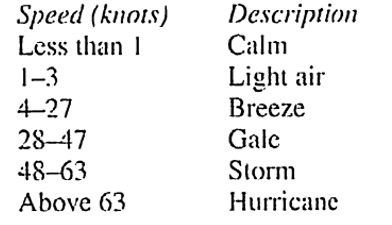 Speed (knots) Description
Less than 1 Calm
1–3 Light air
4–27 Breeze
28–47 Gale
48–63 Storm
Above 63 Hurricane